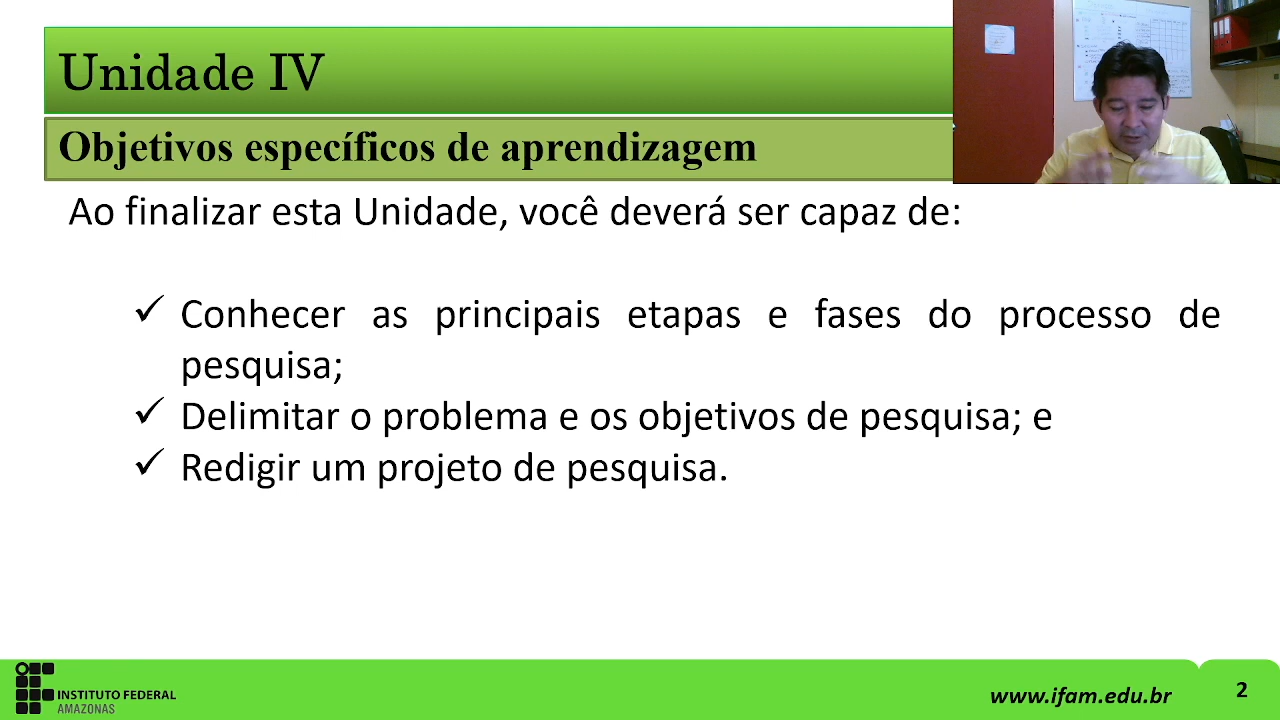 Unidade IV
Objetivos específicos de aprendizagem
Ao finalizar esta Unidade, você deverá ser capaz de:
✓ Conhecer as principais etapas e fases do processo de
pesquisa;
✓ Delimitar o problema e os objetivos de pesquisa; e
✓ Redigir um projeto de pesquisa.
INSTITUTO FEDERAL
AMAZONAS
www.ifam.edu.br
2